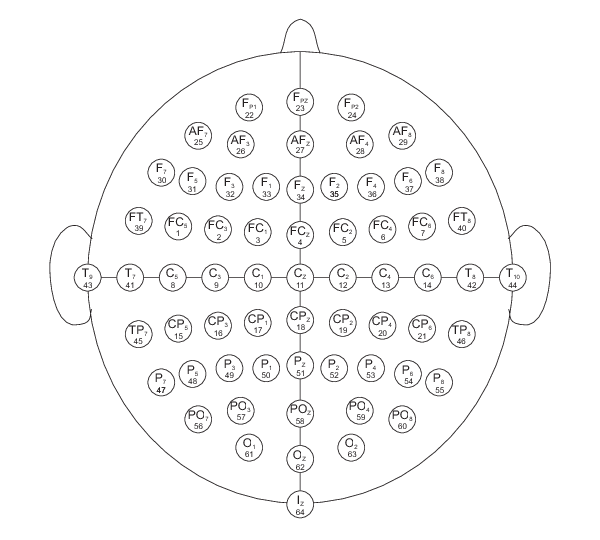 FP1 FPZ FP2
22 23 24
AF7 AF3 AFZ AF4 AF8
25 26 27 28 29
F7 F5 F3 F1 FZ F2 F4 F6 F8
30 31 32 33 34 35 36 37 38
FT7 FC5 FC3 FC1 FCZ FC2 FC4 FC6 FT8
39 1 2 3 4 5 6 7 40
T9 T7 C5 C3 C1 CZ C2 C4 C6 T8 T10
43 41 8 9 10 11 12 13 14 42 44
TP7 CP5 CP3 CP1 CPZ CP2 CP4 CP6 TP8
45 15 16 17 18 19 20 21 46
P7 P5 P3 P1 PZ P2 P4 P6 P8
47 48 49 50 51 52 53 54 55
PO7 PO3 POZ PO4 PO8
56 57 58 59 60
O1 OZ O2
61 62 63
IZ
64